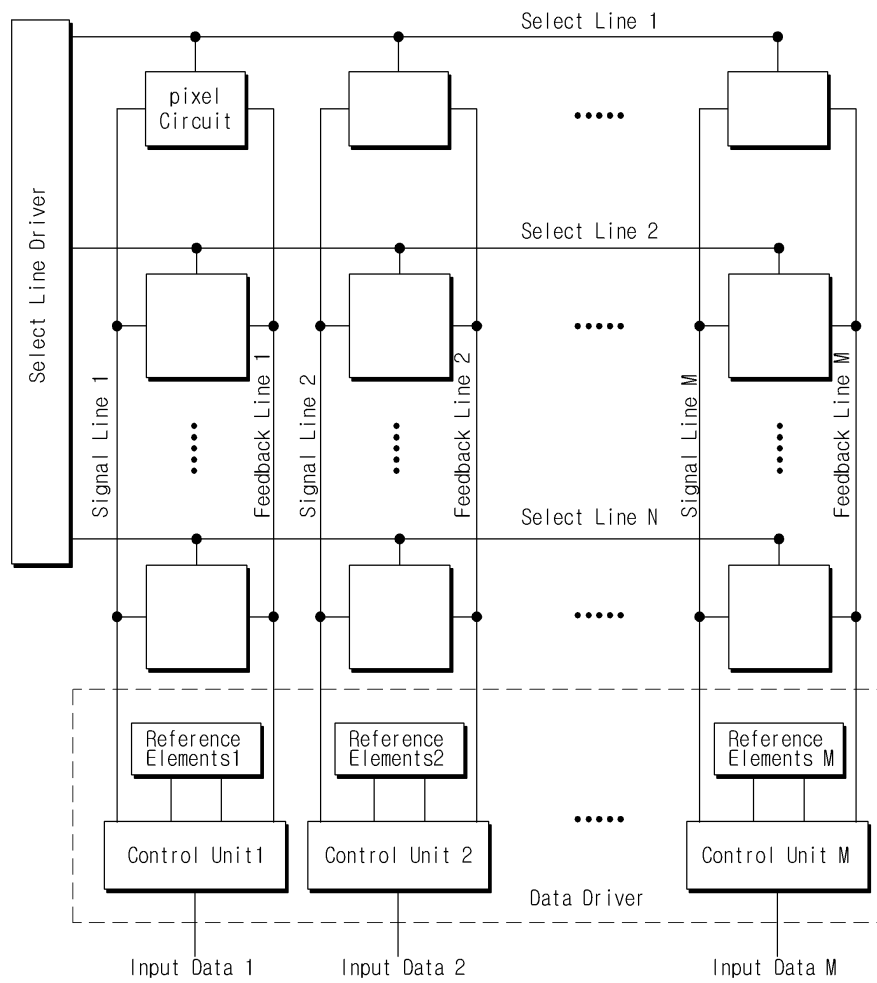 Select Line 1
pixel
Circuit
Select Line Driver
Select Line 2
Signal Line 1
Feedback Line 1
Signal Line 2
Feedback Line 2
Signal Line M
Feedback Line M
Select Line N
Reference
Elements1
Reference
Elements2
Reference
Elements M
Control Unit1
Control Unit 2
Control Unit M
Data Driver
Input Data 1
Input Data 2
Input Data M